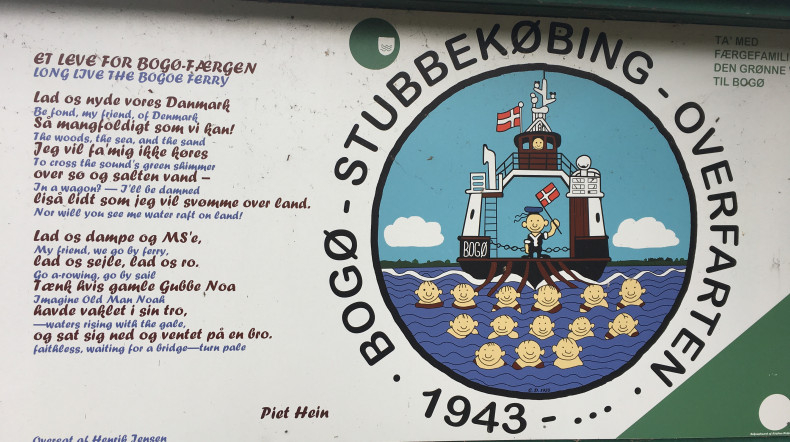 ET LEVE FOR BOGØ-FÆRGEN
LONG LIVE THE BOGOE FERRY
Lad os nyde vores Danmark
Be fond, my friend, of Denmark
Så mangfoldigt som vi kan!
The woods, the sea, and the sand
Jeg vil fa mig ikke køres
To cross the sound's green shimmer
over sø og salten vand –
In a wagon? — I'll be damned
liså lidt som jeg vil svømme over land.
Nor will you see me water raft on land!
Lad os dampe og MS'e,
My friend, we go by ferry,
lad os sejle, lad os ro.
Go a-rowing, go by sail
Tænk hvis gamle Gubbe Noa
Imagine Old Man Noah
havde vaklet i sin tro,
—waters rising with the gale,
og sat sig ned og ventet på en bro.
faithless, waiting for a bridge—turn pale
Piet Hein
Oversat af Henrik Jensen
BOGØ - STUBBEKØBING - OVERFARTEN
1943 - ...
BOGØ
TA' MED
FÆRGEFAMILI
DEN GRØNNE
TIL BOGØ